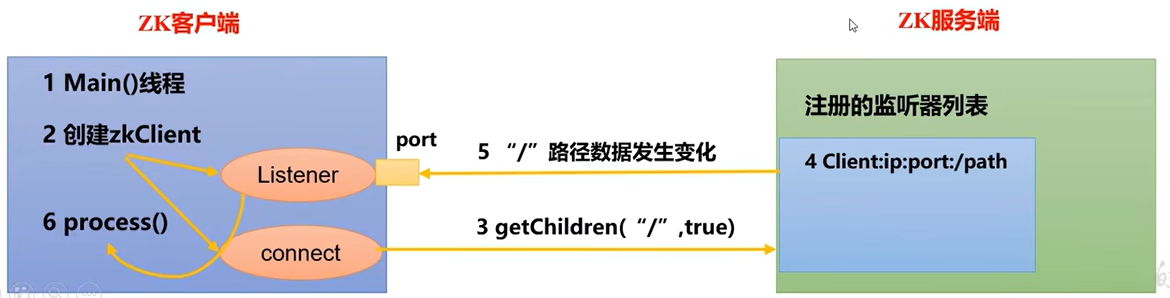 ZK客户端
ZK服务端
1 Main()线程
2 创建zkClient
Listener
port
6 process()
connect
5 “/”路径数据发生变化
3 getChildren(“/”,true)
注册的监听器列表
4 Client:ip:port:/path